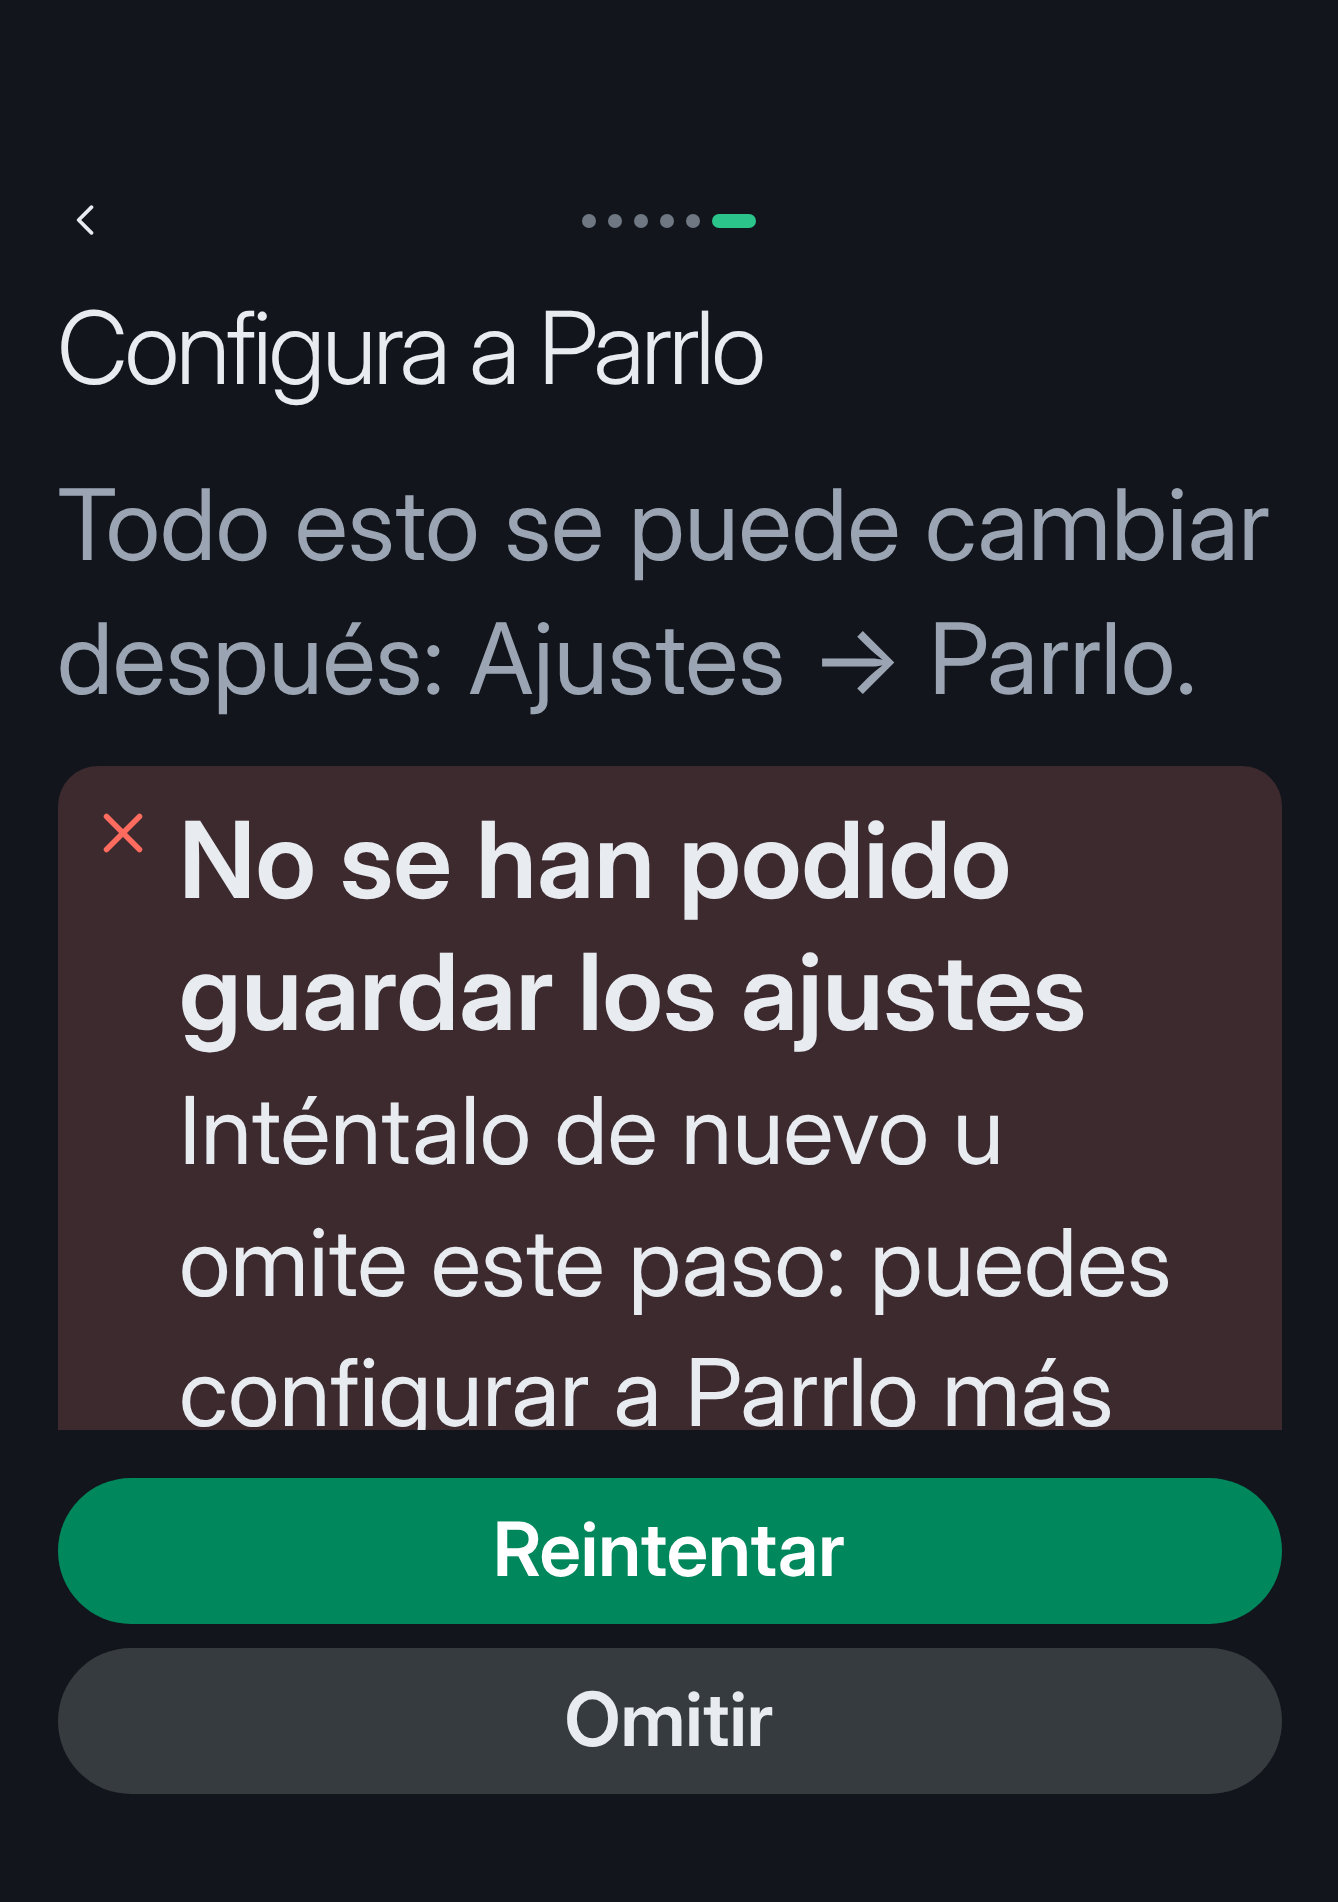 Configura a Parrlo
Todo esto se puede cambiar
después: Ajustes → Parrlo.
No se han podido
guardar los ajustes
Inténtalo de nuevo u
omite este paso: puedes
configurar a Parrlo más
Reintentar
Omitir